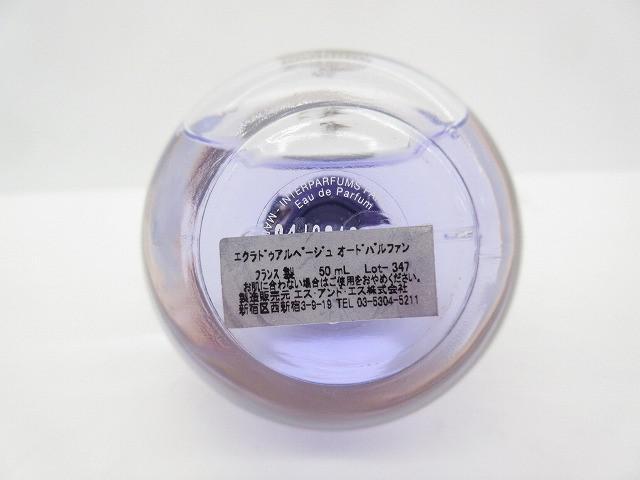 INTERPARFUMS
Eau de Parfum
エクラドゥアルページュ オードパルファン
フランス 製 50 mL Lot- 347
お肌に合わない場合はご使用をおやめください。
製造販売元 エス・アンド・エス株式会社
新宿区西新宿3-9-19 TEL 03-5304-5211